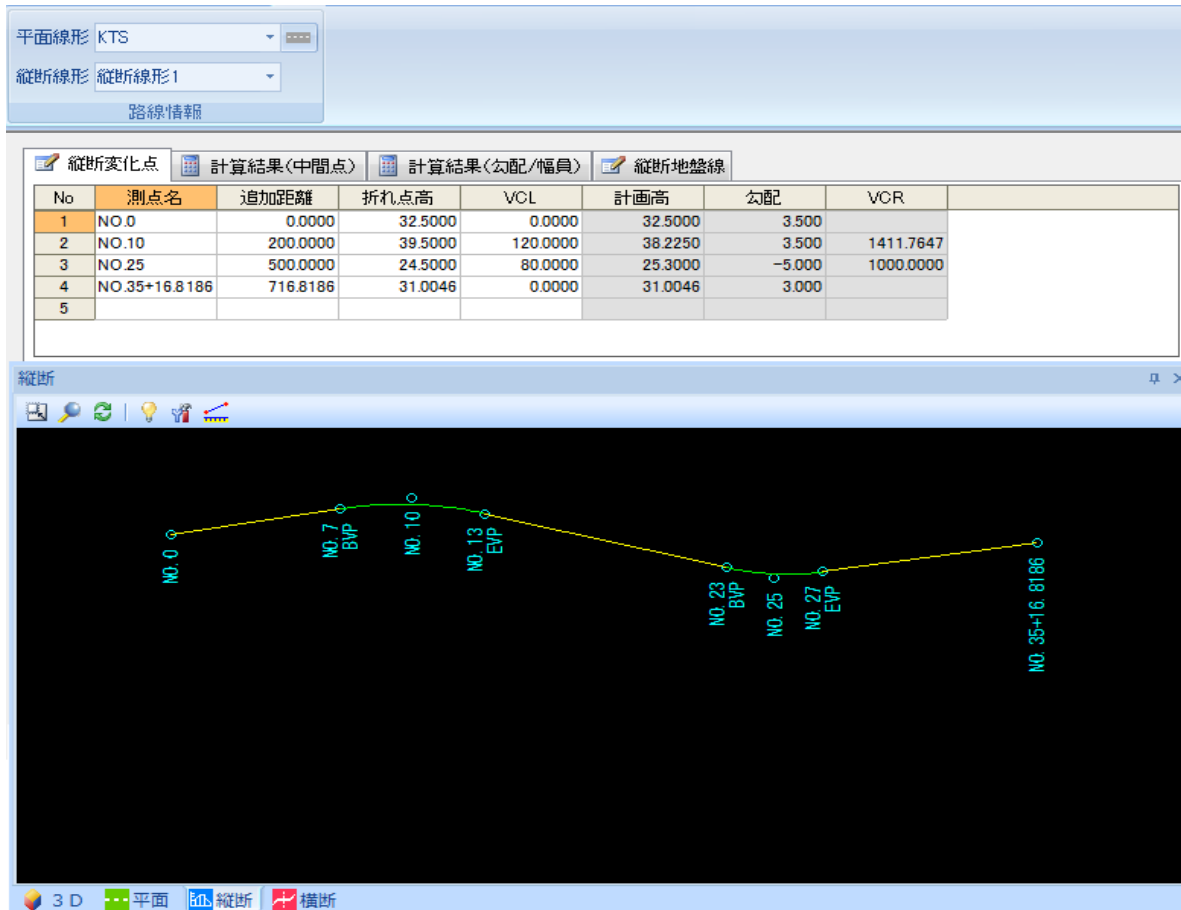 平面線形 KTS
縦断線形 縦断線形1
路線情報
縦断変化点 計算結果(中間点) 計算結果(勾配/幅員) 縦断地盤線
No 測点名 追加距離 折れ点高 VCL 計画高 勾配 VCR
1 NO.0 0.0000 32.5000 0.0000 32.5000 3.500
2 NO.10 200.0000 39.5000 120.0000 38.2250 3.500 1411.7647
3 NO.25 500.0000 24.5000 80.0000 25.3000 -5.000 1000.0000
4 NO.35+16.8186 716.8186 31.0046 0.0000 31.0046 3.000
5
縦断
NO. 0
NO. 7
BVP
NO. 10
NO. 13
EVP
NO. 23
BVP
NO. 25
NO. 27
EVP
NO. 35+16. 8186
3D 平面 縦断 横断